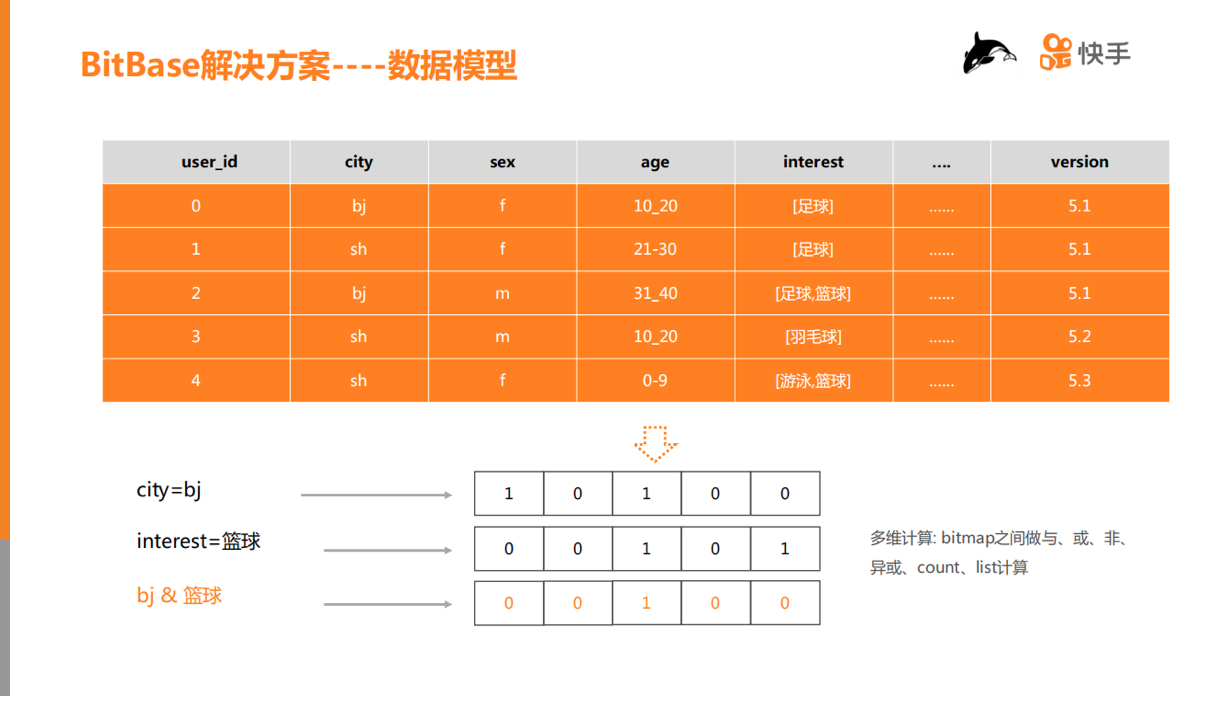 BitBase解决方案----数据模型
快手
user_id city sex age interest .... version
0 bj f 10_20 [足球] ...... 5.1
1 sh f 21-30 [足球] ...... 5.1
2 bj m 31_40 [足球,篮球] ...... 5.1
3 sh m 10_20 [羽毛球] ...... 5.2
4 sh f 0-9 [游泳,篮球] ...... 5.3
city=bj 1 0 1 0 0
interest=篮球 0 0 1 0 1
bj & 篮球 0 0 1 0 0
多维计算: bitmap之间做与、或、非、
异或、count、list计算